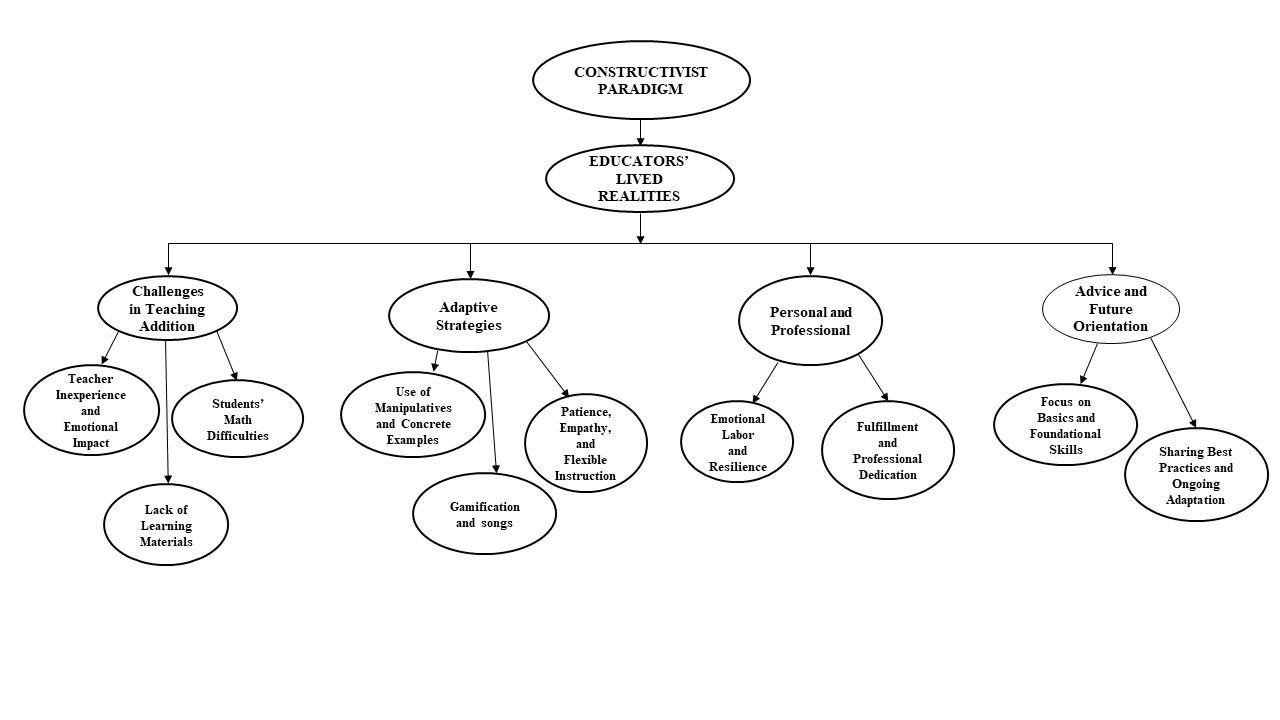 CONSTRUCTIVIST
PARADIGM
EDUCATORS’
LIVED
REALITIES
Challenges
in Teaching
Addition
Adaptive
Strategies
Personal and
Professional
Advice and
Future
Orientation
Teacher
Inexperience
and
Emotional
Impact
Students’
Math
Difficulties
Lack of
Learning
Materials
Use of
Manipulatives
and Concrete
Examples
Patience,
Empathy,
and
Flexible
Instruction
Gamification
and songs
Emotional
Labor
and
Resilience
Fulfillment
and
Professional
Dedication
Focus on
Basics and
Foundational
Skills
Sharing Best
Practices and
Ongoing
Adaptation